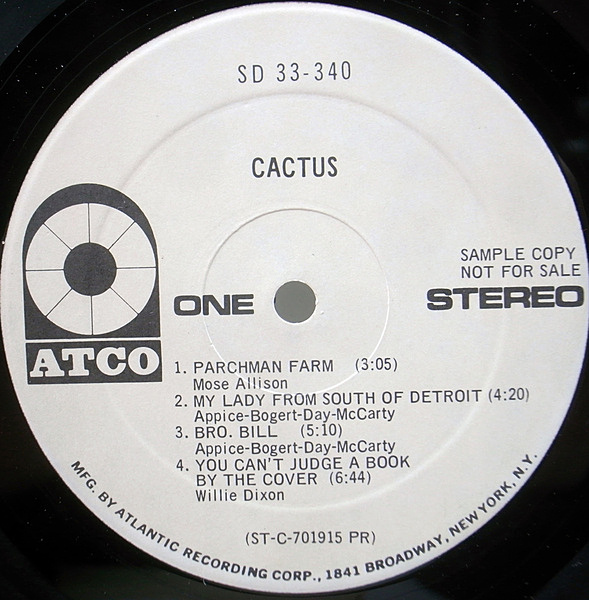 SD 33-340
CACTUS
SAMPLE COPY
NOT FOR SALE
ONE
STEREO
ATCO
1. PARCHMAN FARM (3:05)
Mose Allison
2. MY LADY FROM SOUTH OF DETROIT (4:20)
Appice-Bogert-Day-McCarty
3. BRO. BILL (5:10)
Appice-Bogert-Day-McCarty
4. YOU CAN'T JUDGE A BOOK
BY THE COVER (6:44)
Willie Dixon
(ST-C-701915 PR)
MFG. BY ATLANTIC RECORDING CORP., 1841 BROADWAY, NEW YORK, N.Y.